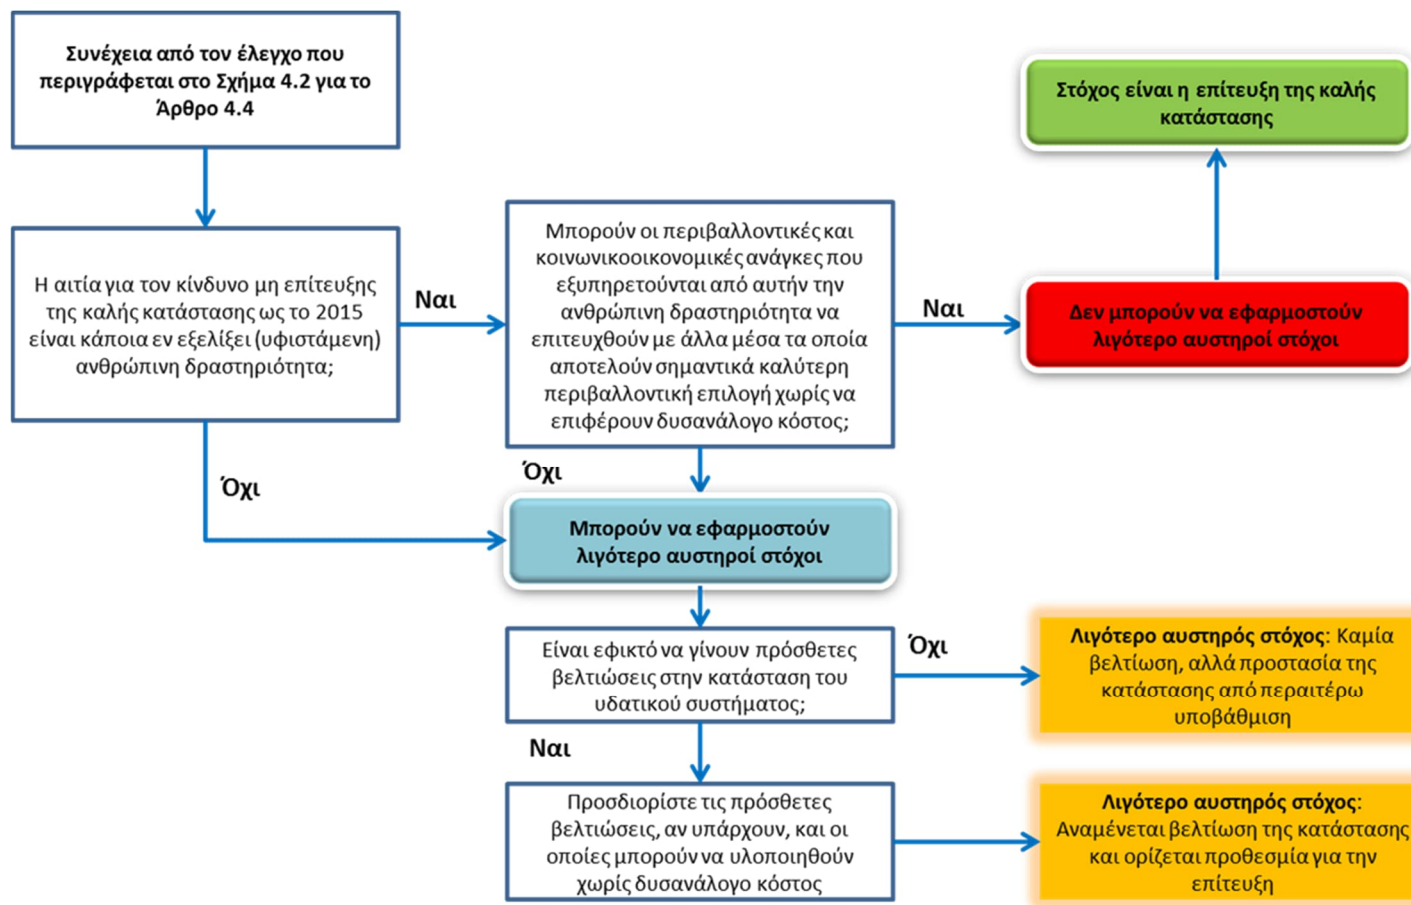 Συνέχεια από τον έλεγχο που
περιγράφεται στο Σχήμα 4.2 για το
Άρθρο 4.4
Στόχος είναι η επίτευξη της καλής
κατάστασης
Η αιτία για τον κίνδυνο μη επίτευξης
της καλής κατάστασης ως το 2015
είναι κάποια εν εξελίξει (υφιστάμενη)
ανθρώπινη δραστηριότητα;
Ναι
Μπορούν οι περιβαλλοντικές και
κοινωνικοοικονομικές ανάγκες που
εξυπηρετούνται από αυτήν την
ανθρώπινη δραστηριότητα να
επιτευχθούν με άλλα μέσα τα οποία
αποτελούν σημαντικά καλύτερη
περιβαλλοντική επιλογή χωρίς να
επιφέρουν δυσανάλογο κόστος;
Ναι
Δεν μπορούν να εφαρμοστούν
λιγότερο αυστηροί στόχοι
Όχι
Όχι
Μπορούν να εφαρμοστούν
λιγότερο αυστηροί στόχοι
Είναι εφικτό να γίνουν πρόσθετες
βελτιώσεις στην κατάσταση του
υδατικού συστήματος;
Όχι
Λιγότερο αυστηρός στόχος: Καμία
βελτίωση, αλλά προστασία της
κατάστασης από περαιτέρω
υποβάθμιση
Ναι
Προσδιορίστε τις πρόσθετες
βελτιώσεις, αν υπάρχουν, και οι
οποίες μπορούν να υλοποιηθούν
χωρίς δυσανάλογο κόστος
Λιγότερο αυστηρός στόχος:
Αναμένεται βελτίωση της κατάστασης
και ορίζεται προθεσμία για την
επίτευξη